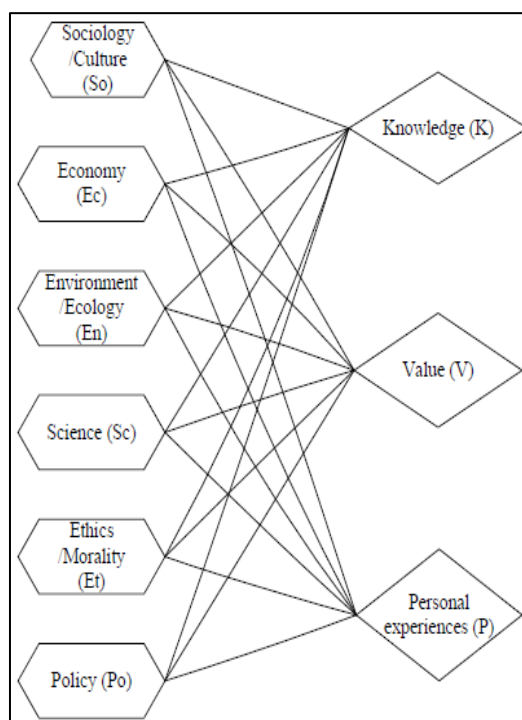 Sociology
/Culture
(So)
Economy
(Ec)
Environment
/Ecology
(En)
Science (Sc)
Ethics
/Morality
(Et)
Policy (Po)
Knowledge (K)
Value (V)
Personal
experiences (P)